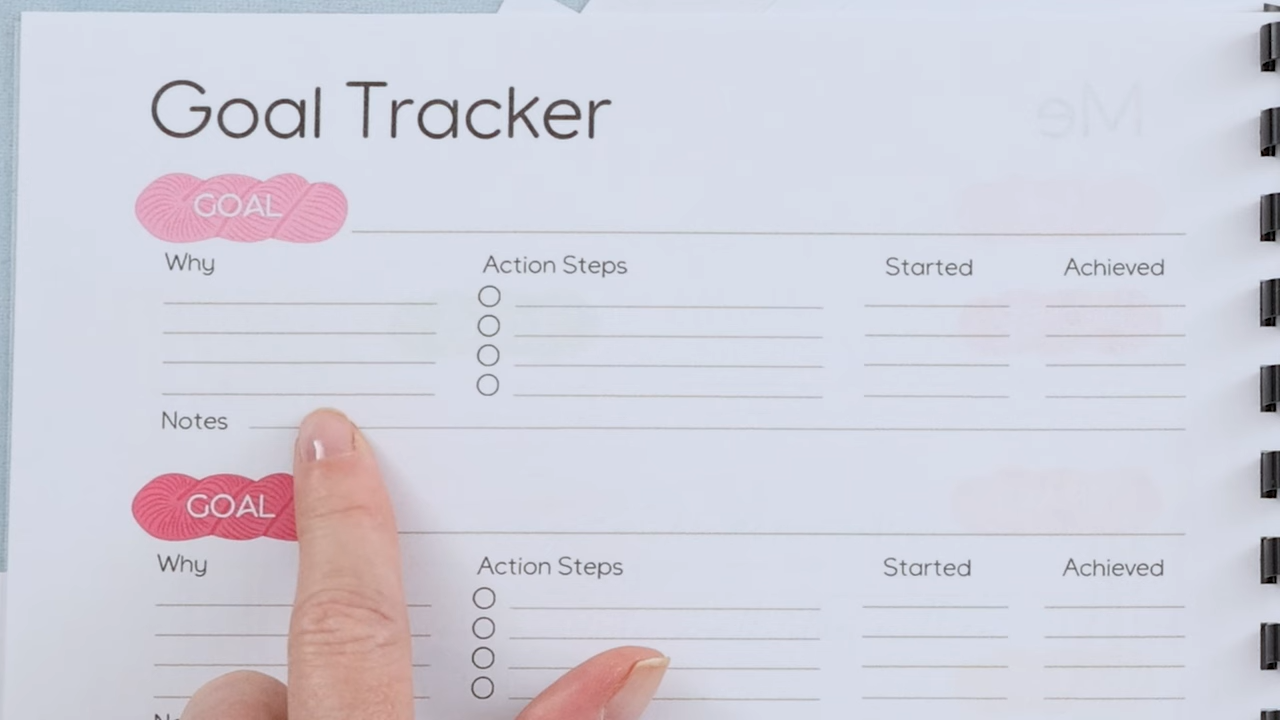 Goal Tracker
GOAL
Why Action Steps Started Achieved
Notes
GOAL
Why Action Steps Started Achieved